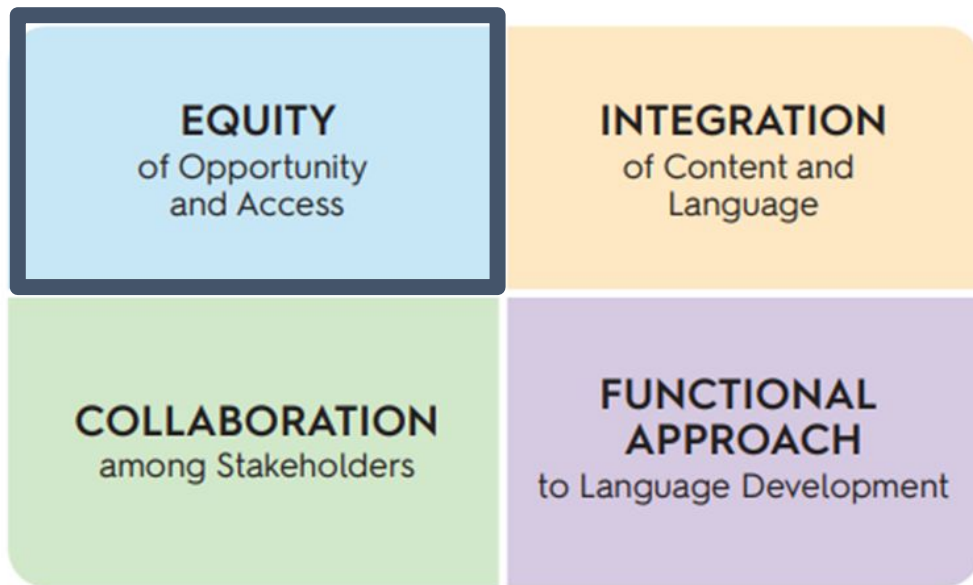 EQUITY
of Opportunity
and Access
INTEGRATION
of Content and
Language
COLLABORATION
among Stakeholders
FUNCTIONAL
APPROACH
to Language Development